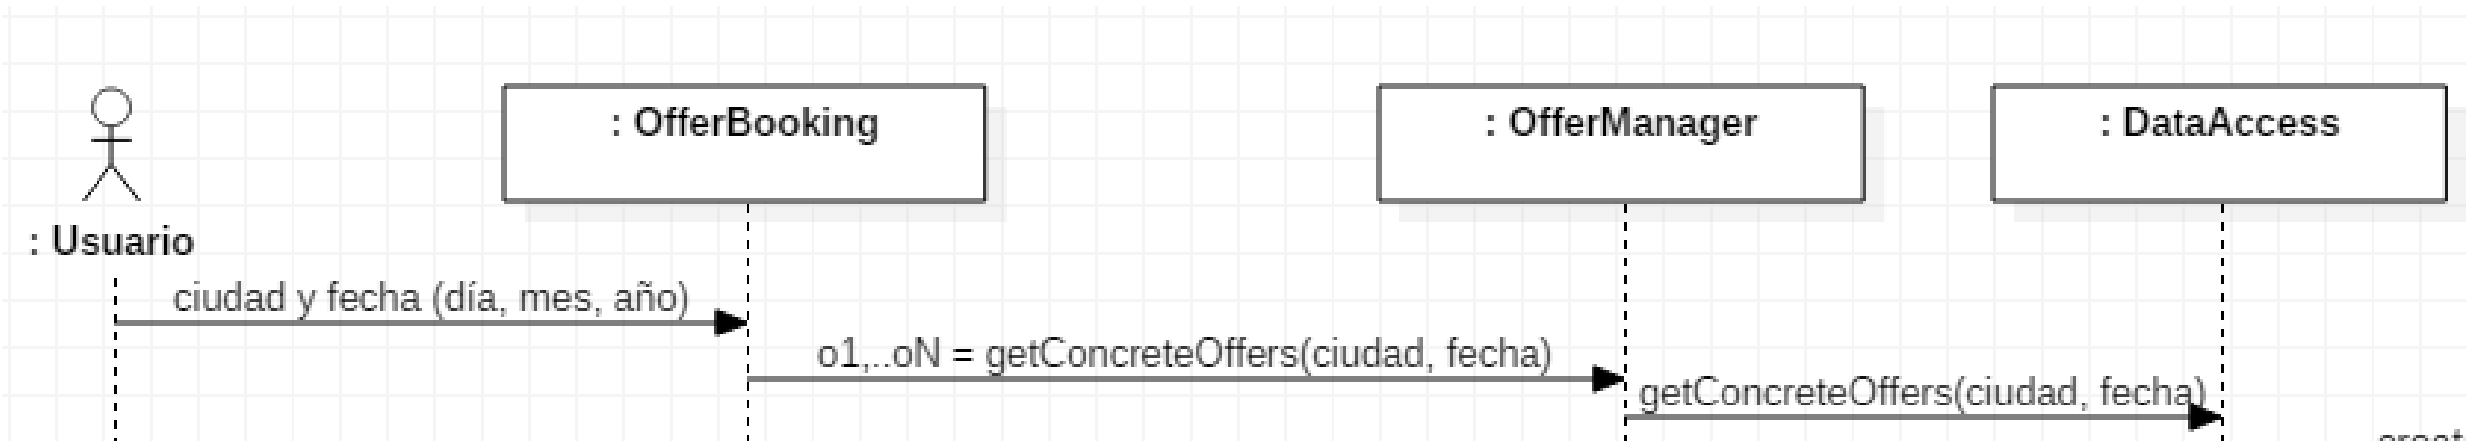 : OfferBooking
: OfferManager
: DataAccess
: Usuario
ciudad y fecha (día, mes, año)
o1,..oN = getConcreteOffers(ciudad, fecha)
getConcreteOffers(ciudad, fecha)